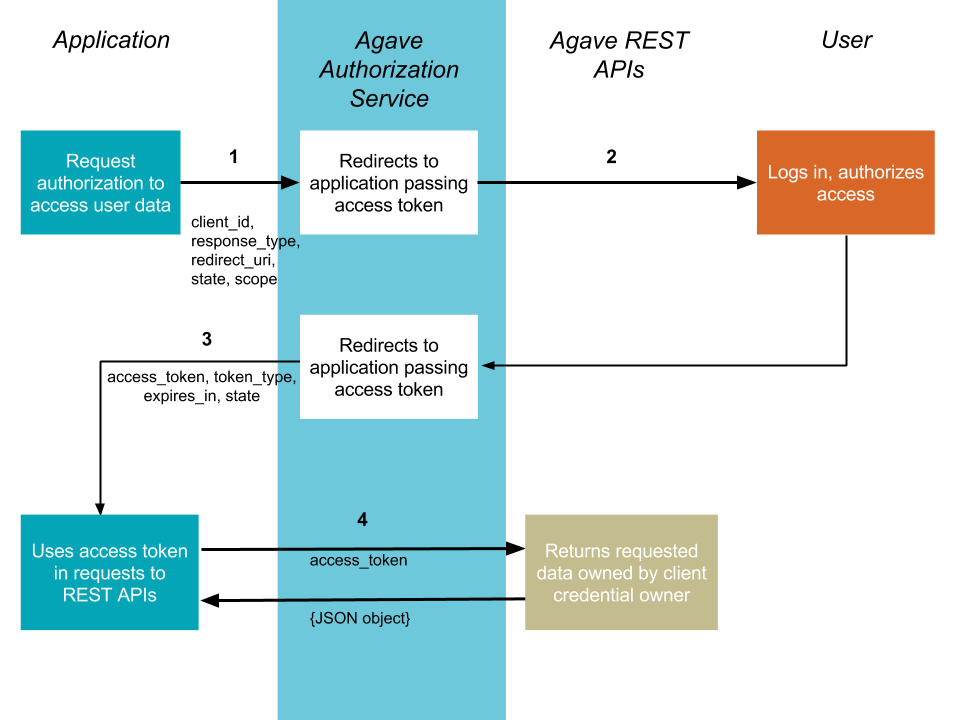 Application
Agave
Authorization
Service
Agave REST
APIs
User
Request
authorization to
access user data
1
client_id,
response_type,
redirect_uri,
state, scope
Redirects to
application passing
access token
2
Logs in, authorizes
access
3
access_token, token_type,
expires_in, state
Redirects to
application passing
access token
Uses access token
in requests to
REST APIs
4
access_token
{JSON object}
Returns requested
data owned by client
credential owner